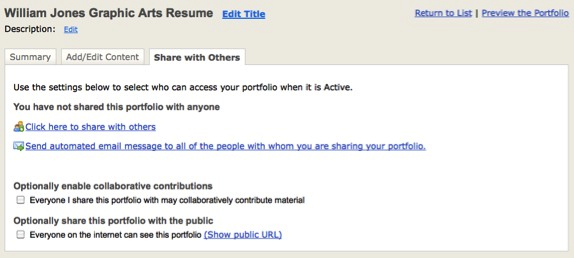 William Jones Graphic Arts Resume Edit Title Return to List | Preview the Portfolio
Description: Edit
Summary Add/Edit Content Share with Others
Use the settings below to select who can access your portfolio when it is Active.
You have not shared this portfolio with anyone
Click here to share with others
Send automated email message to all of the people with whom you are sharing your portfolio.
Optionally enable collaborative contributions
Everyone I share this portfolio with may collaboratively contribute material
Optionally share this portfolio with the public
Everyone on the internet can see this portfolio (Show public URL)